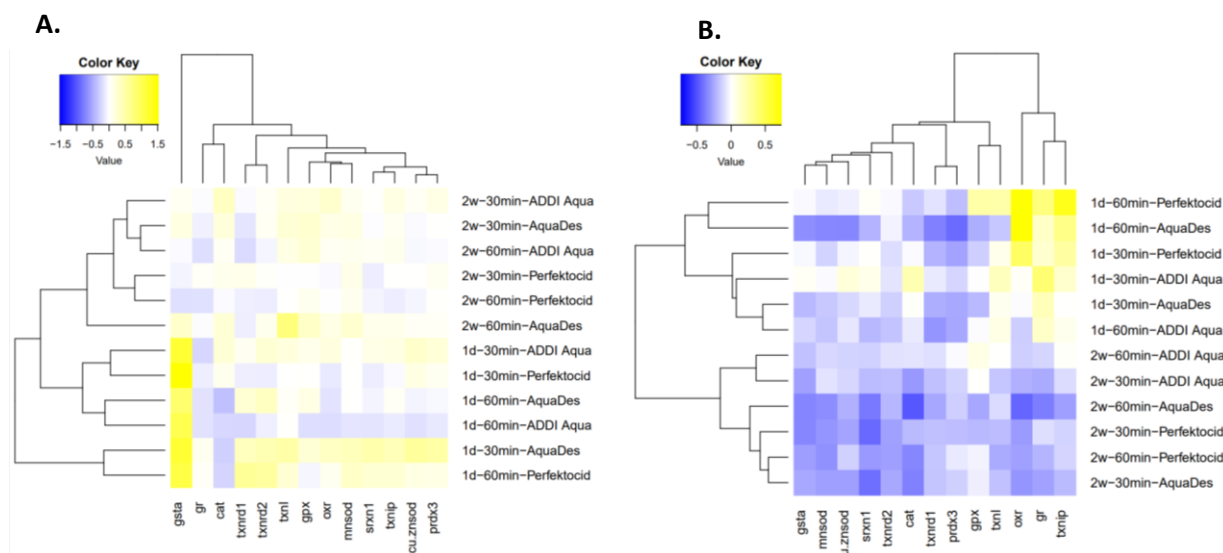 A.
Color Key
−1.5 −0.5 0.5 1.5
Value
2w−30min−ADDI Aqua
2w−30min−AquaDes
2w−60min−ADDI Aqua
2w−30min−Perfektocid
2w−60min−Perfektocid
2w−60min−AquaDes
1d−30min−ADDI Aqua
1d−30min−Perfektocid
1d−60min−AquaDes
1d−60min−ADDI Aqua
1d−30min−AquaDes
1d−60min−Perfektocid
gsta gr cat txnrd1 txnrd2 txnl gpx oxr mnsod srxn1 txnip cu.znsod prdx3
B.
Color Key
−0.5 0 0.5
Value
1d−60min−Perfektocid
1d−60min−AquaDes
1d−30min−Perfektocid
1d−30min−ADDI Aqua
1d−30min−AquaDes
1d−60min−ADDI Aqua
2w−60min−ADDI Aqua
2w−30min−ADDI Aqua
2w−60min−AquaDes
2w−30min−Perfektocid
2w−60min−Perfektocid
2w−30min−AquaDes
gsta mnsod cu.znsod srxn1 txnrd2 cat txnrd1 prdx3 gpx txnl oxr gr txnip